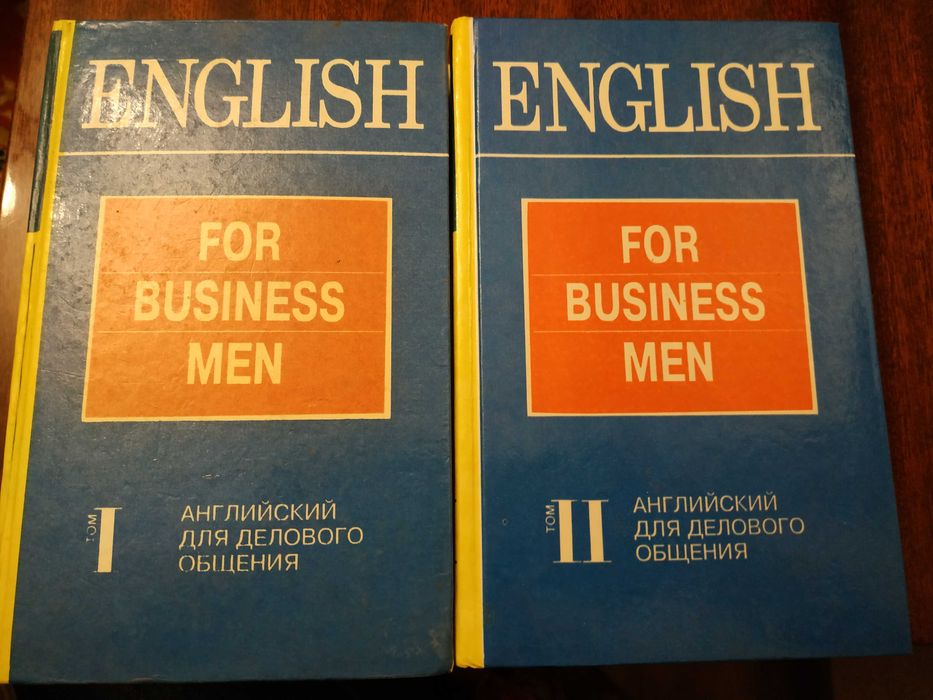 ENGLISH
FOR
BUSINESS
MEN
ТОМ I
АНГЛИЙСКИЙ
ДЛЯ ДЕЛОВОГО
ОБЩЕНИЯ
ENGLISH
FOR
BUSINESS
MEN
ТОМ II
АНГЛИЙСКИЙ
ДЛЯ ДЕЛОВОГО
ОБЩЕНИЯ